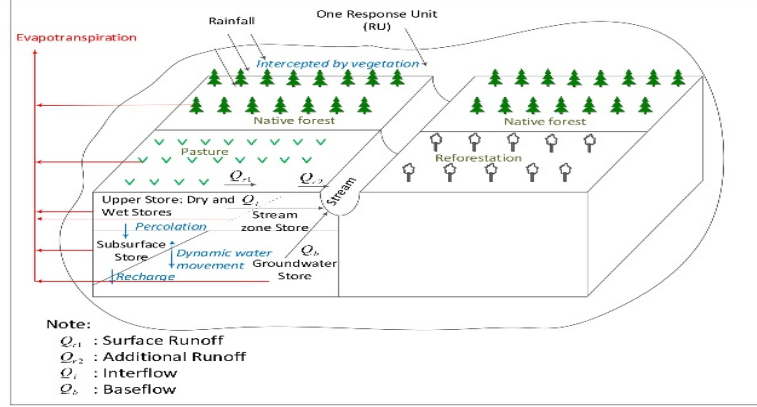 One Response Unit
(RU)
Rainfall
Evapotranspiration
Intercepted by vegetation
Native forest
Native forest
Pasture
Reforestation
Qr1
Qr2
Stream
Upper Store: Dry and
Wet Stores
Qi
Stream
zone Store
Percolation
Subsurface
Store
Dynamic water
movement
Qb
Groundwater
Store
Recharge
Note:
Qr1 : Surface Runoff
Qr2 : Additional Runoff
Qi : Interflow
Qb : Baseflow